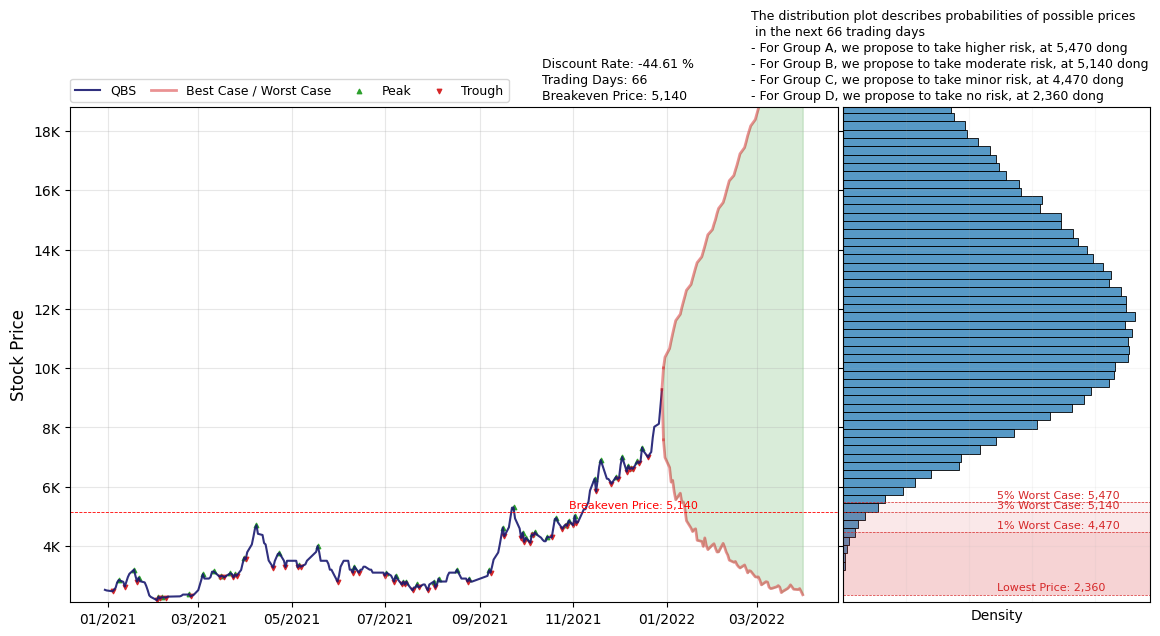 The distribution plot describes probabilities of possible prices
in the next 66 trading days
- For Group A, we propose to take higher risk, at 5,470 dong
- For Group B, we propose to take moderate risk, at 5,140 dong
- For Group C, we propose to take minor risk, at 4,470 dong
- For Group D, we propose to take no risk, at 2,360 dong
Discount Rate: -44.61 %
Trading Days: 66
Breakeven Price: 5,140
QBS
Best Case / Worst Case
Peak
Trough
Stock Price
18K
16K
14K
12K
10K
8K
6K
4K
Breakeven Price: 5,140
5% Worst Case: 5,470
3% Worst Case: 5,140
1% Worst Case: 4,470
Lowest Price: 2,360
01/2021
03/2021
05/2021
07/2021
09/2021
11/2021
01/2022
03/2022
Density